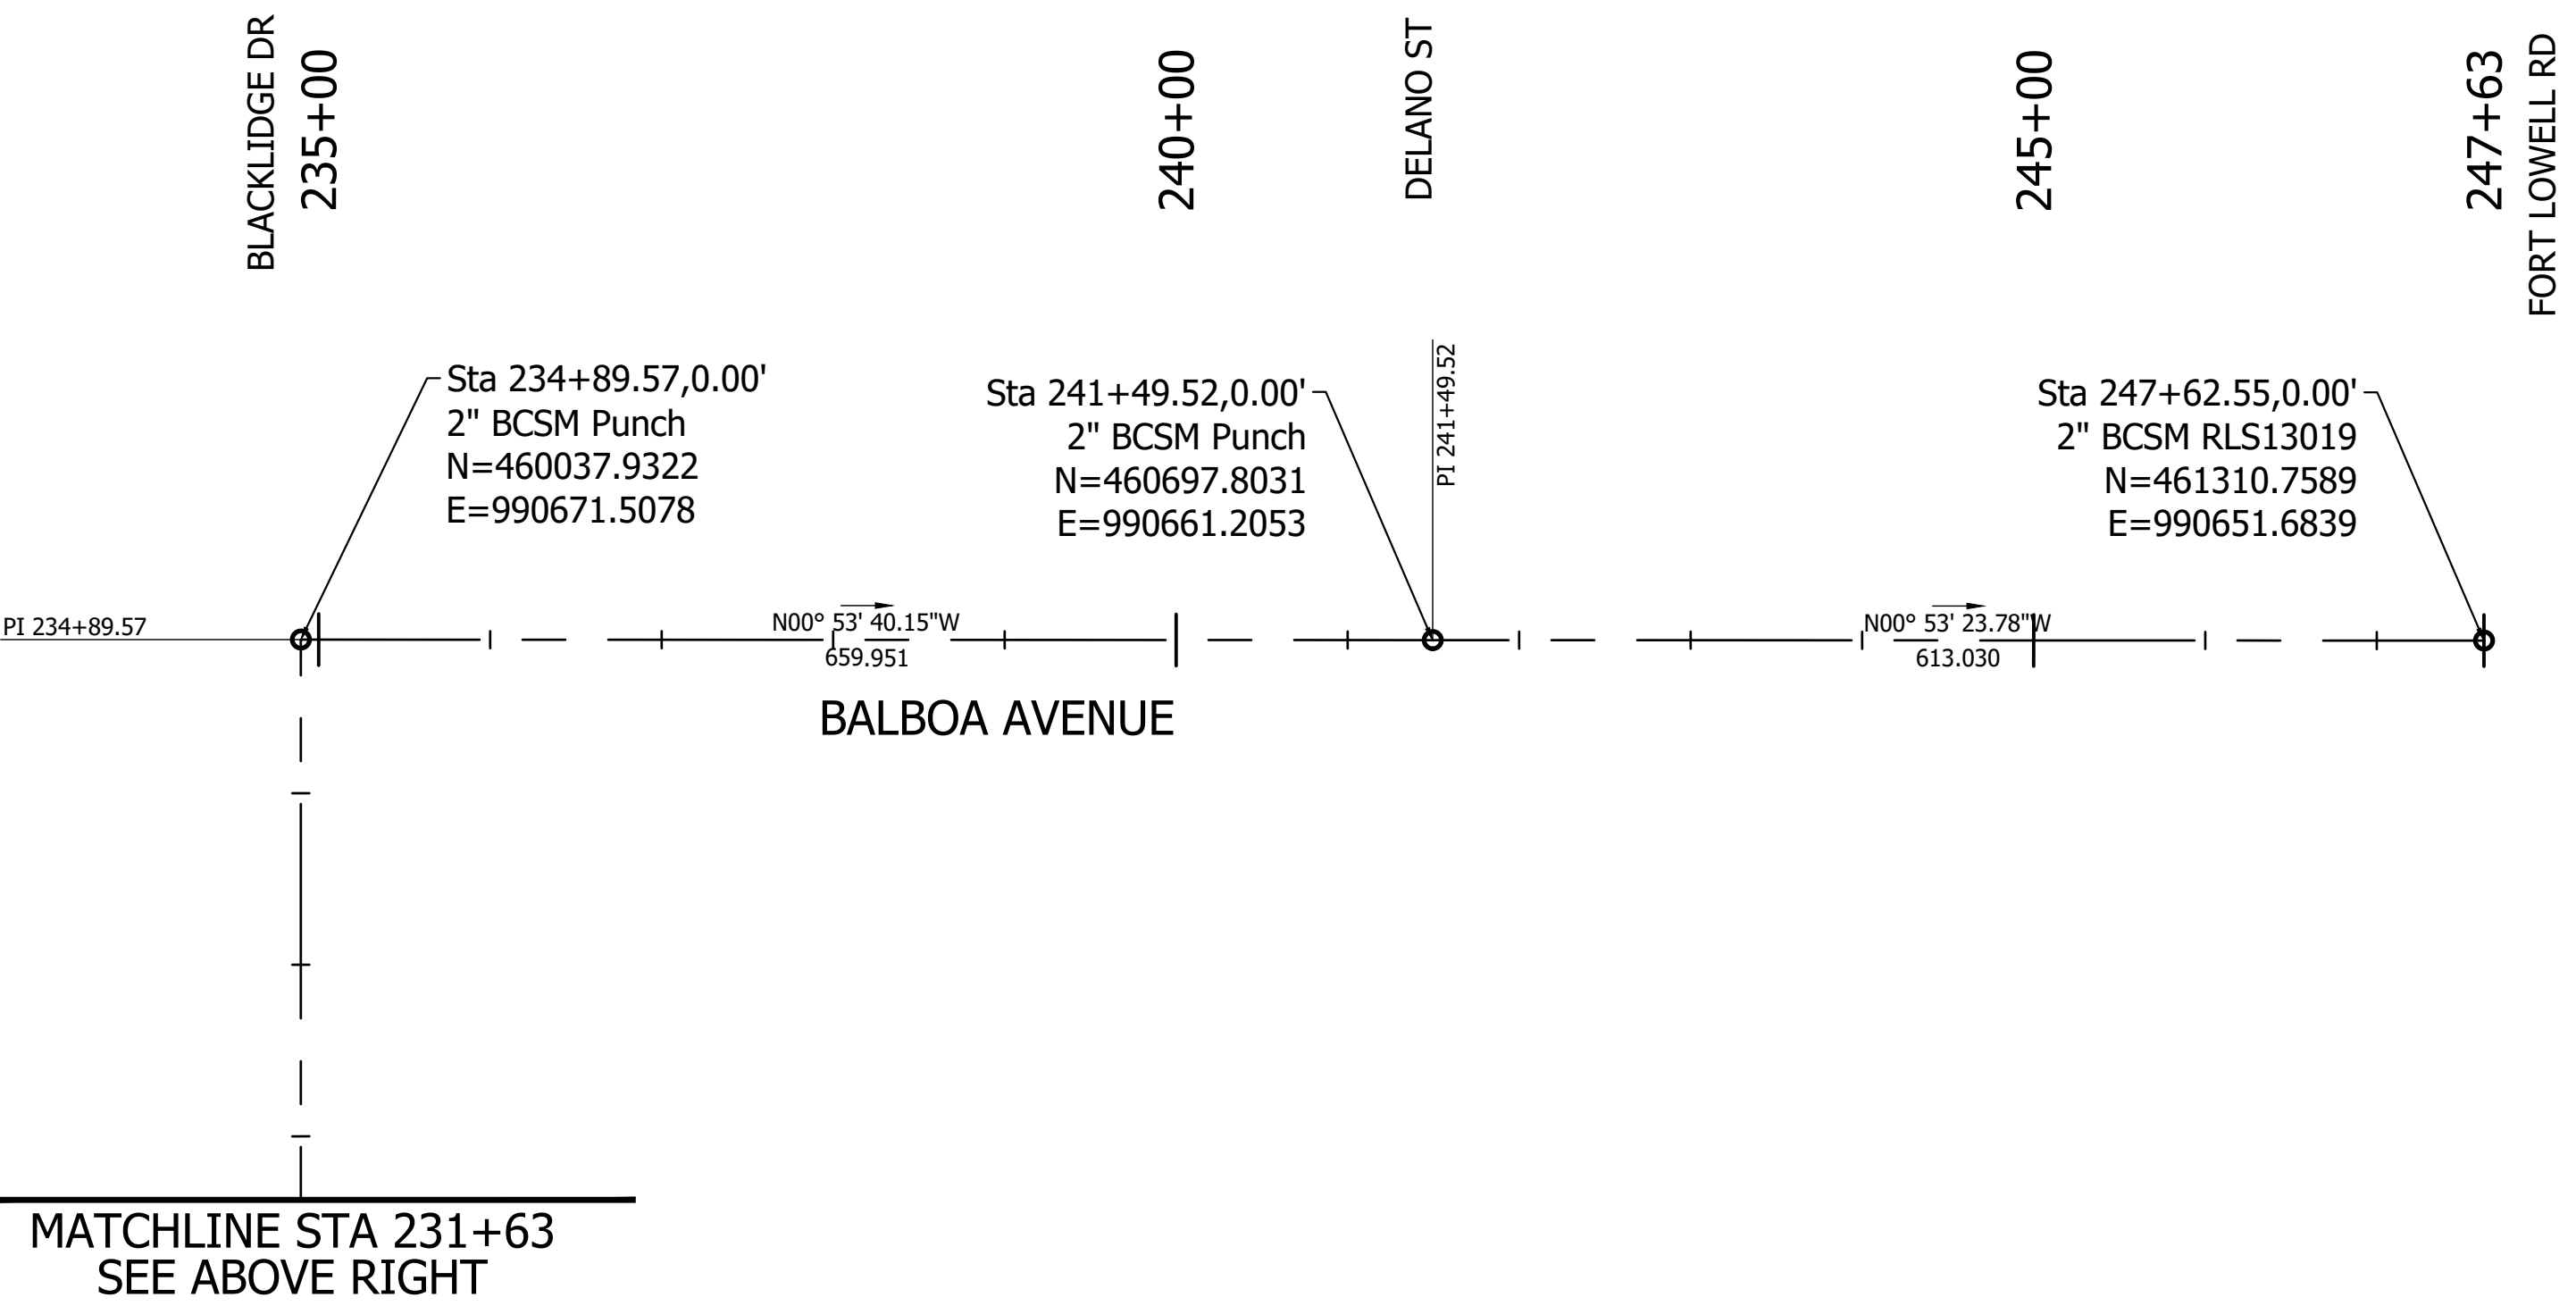 BLACKLIDGE DR
235+00
240+00
DELANO ST
245+00
247+63
FORT LOWELL RD
Sta 234+89.57,0.00'
2" BCSM Punch
N=460037.9322
E=990671.5078
Sta 241+49.52,0.00'
2" BCSM Punch
N=460697.8031
E=990661.2053
PI 241+49.52
Sta 247+62.55,0.00'
2" BCSM RLS13019
N=461310.7589
E=990651.6839
PI 234+89.57
N00° 53' 40.15"W
659.951
N00° 53' 23.78"W
613.030
BALBOA AVENUE
MATCHLINE STA 231+63
SEE ABOVE RIGHT